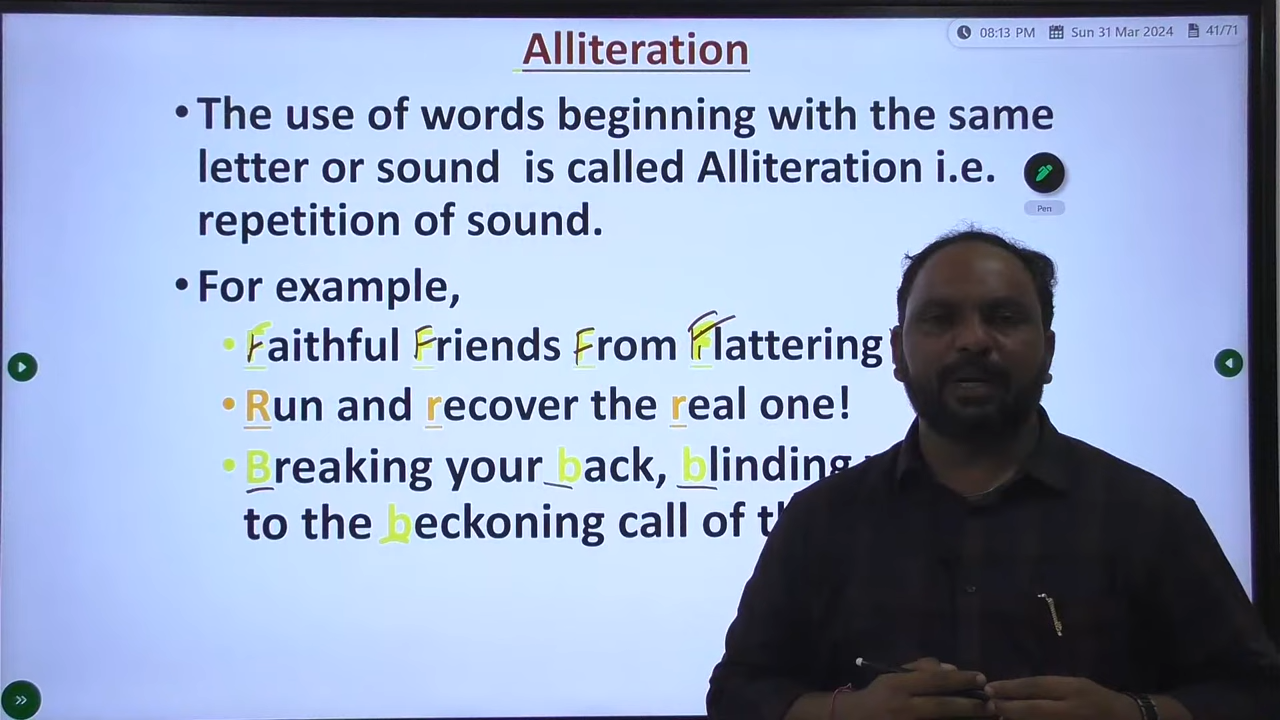 08:13 PM Sun 31 Mar 2024 41/71
Alliteration
• The use of words beginning with the same
letter or sound is called Alliteration i.e.
repetition of sound.
Pen
• For example,
• Faithful Friends From Flattering
• Run and recover the real one!
• Breaking your back, blinding
to the beckoning call of